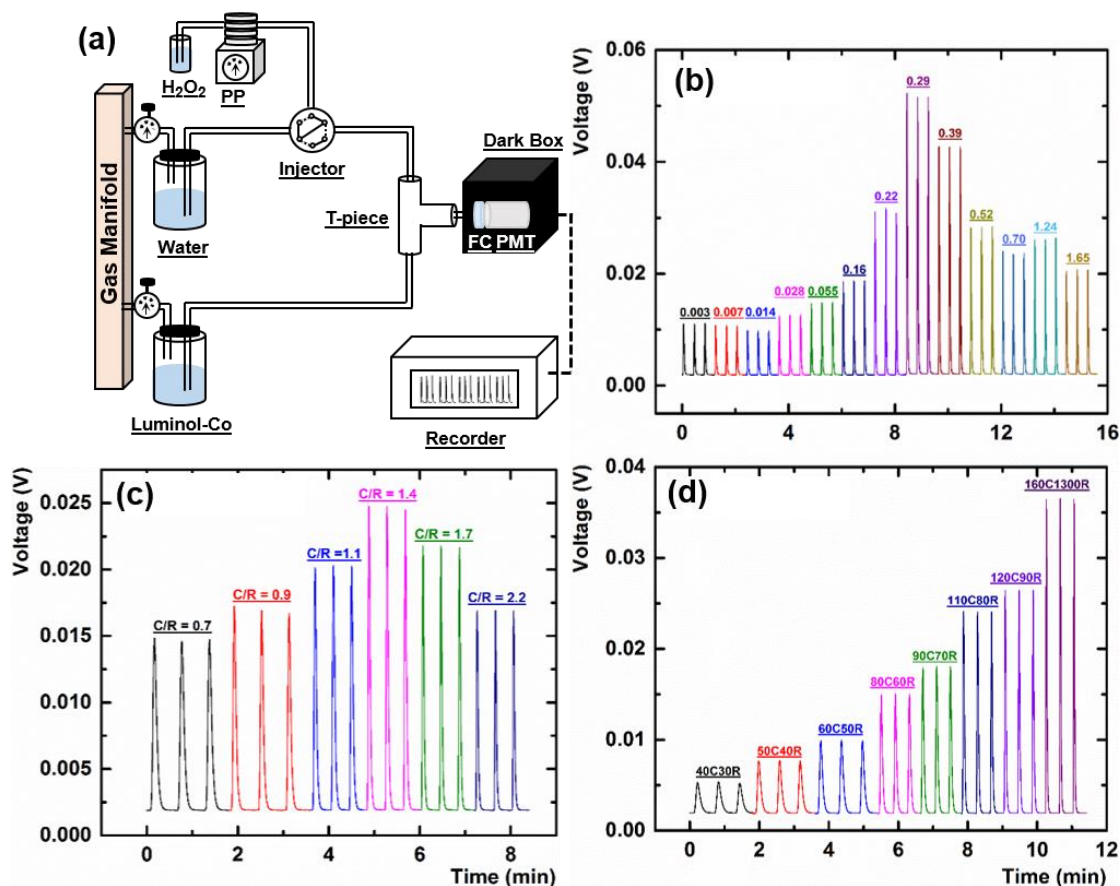 (a)
H₂O₂
PP
Injector
Gas Manifold
Water
T-piece
Dark Box
FC PMT
Luminol-Co
Recorder
(b)
Voltage (V)
0.06
0.04
0.02
0.00
0.003
0.007
0.014
0.028
0.055
0.16
0.22
0.29
0.39
0.52
0.70
1.24
1.65
0 2 4 6 8 10 12 14 16
Time (min)
(c)
Voltage (V)
0.025
0.020
0.015
0.010
0.005
0.000
C/R = 0.7
C/R = 0.9
C/R =1.1
C/R = 1.4
C/R = 1.7
C/R = 2.2
0 2 4 6 8
Time (min)
(d)
Voltage (V)
0.04
0.03
0.02
0.01
0.00
40C30R
50C40R
60C50R
80C60R
90C70R
110C80R
120C90R
160C1300R
0 2 4 6 8 10 12
Time (min)